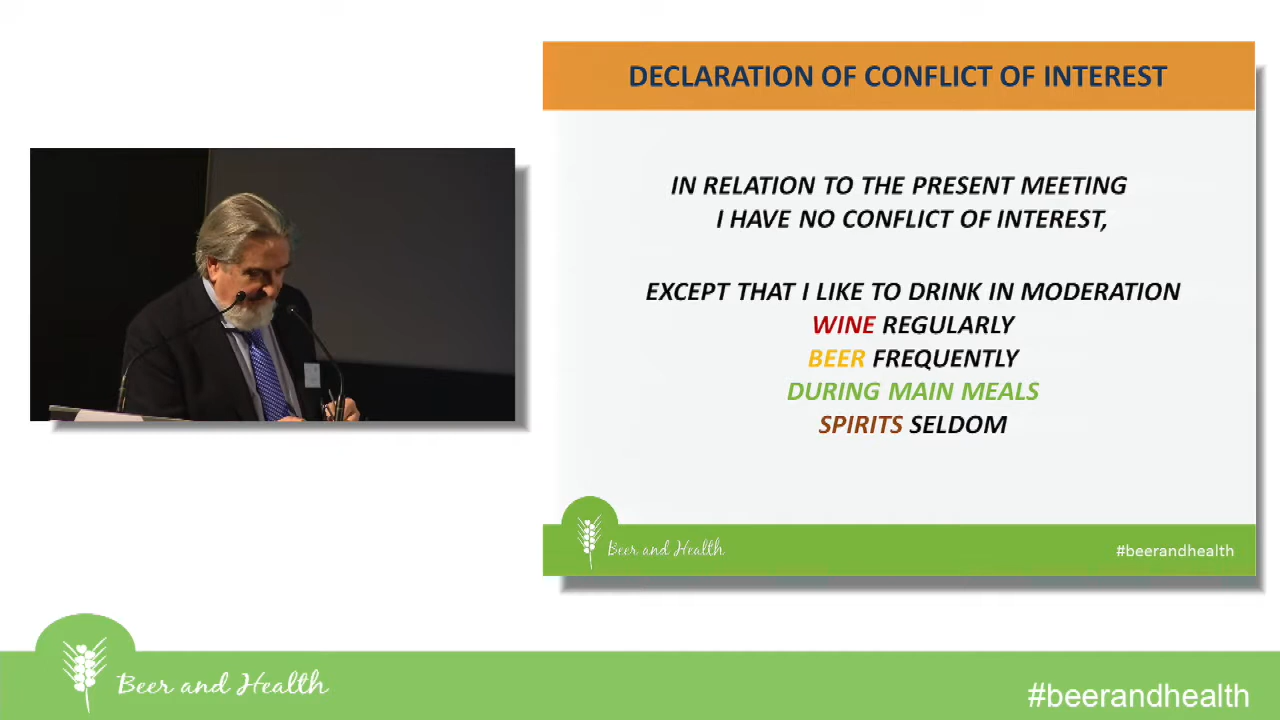 DECLARATION OF CONFLICT OF INTEREST
IN RELATION TO THE PRESENT MEETING
I HAVE NO CONFLICT OF INTEREST,
EXCEPT THAT I LIKE TO DRINK IN MODERATION
WINE REGULARLY
BEER FREQUENTLY
DURING MAIN MEALS
SPIRITS SELDOM
Beer and Health
#beerandhealth
Beer and Health
#beerandhealth